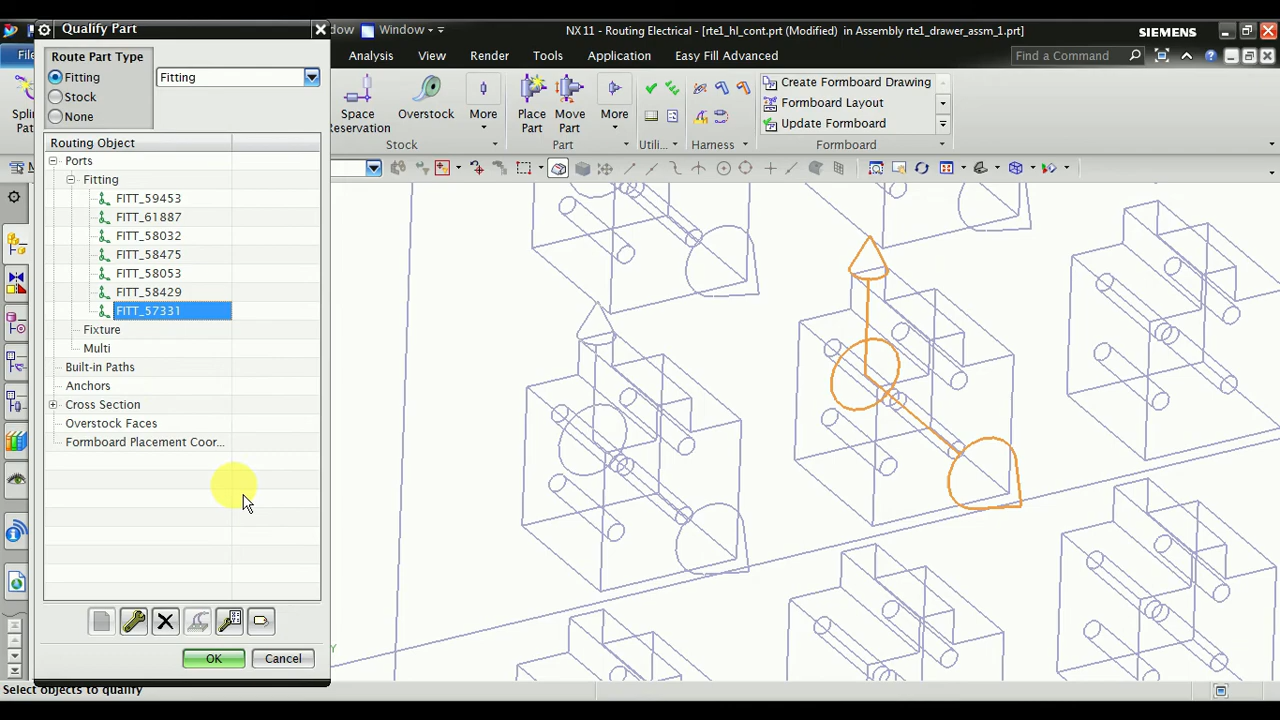 Qualify Part
ndow
Window
NX 11 - Routing Electrical - [rte1_hl_cont.prt (Modified) in Assembly rte1_drawer_assm_1.prt]
SIEMENS
File
Analysis
View
Tools
Application
Easy Fill Advanced
Find a Command
Route Part Type
Fitting
Fitting
Stock
None
Space
Reservation
Overstock
More
Place
Part
Move
Part
More
Create Formboard Drawing
Formboard Layout
Update Formboard
Stock
Part
Utili...
Harness
Formboard
Routing Object
Ports
Fitting
FITT_59453
FITT_61887
FITT_58032
FITT_58475
FITT_58053
FITT_58429
FITT_57331
Fixture
Multi
Built-in Paths
Anchors
Cross Section
Overstock Faces
Formboard Placement Coor...
OK
Cancel
Select objects to qualify